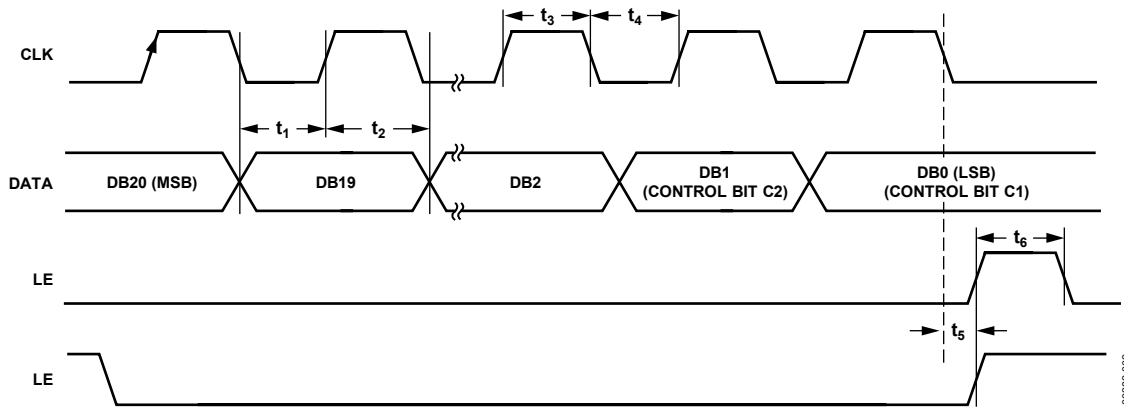 t3
t4
CLK
t1
t2
DATA
DB20 (MSB)
DB19
DB2
DB1
(CONTROL BIT C2)
DB0 (LSB)
(CONTROL BIT C1)
t6
LE
t5
LE